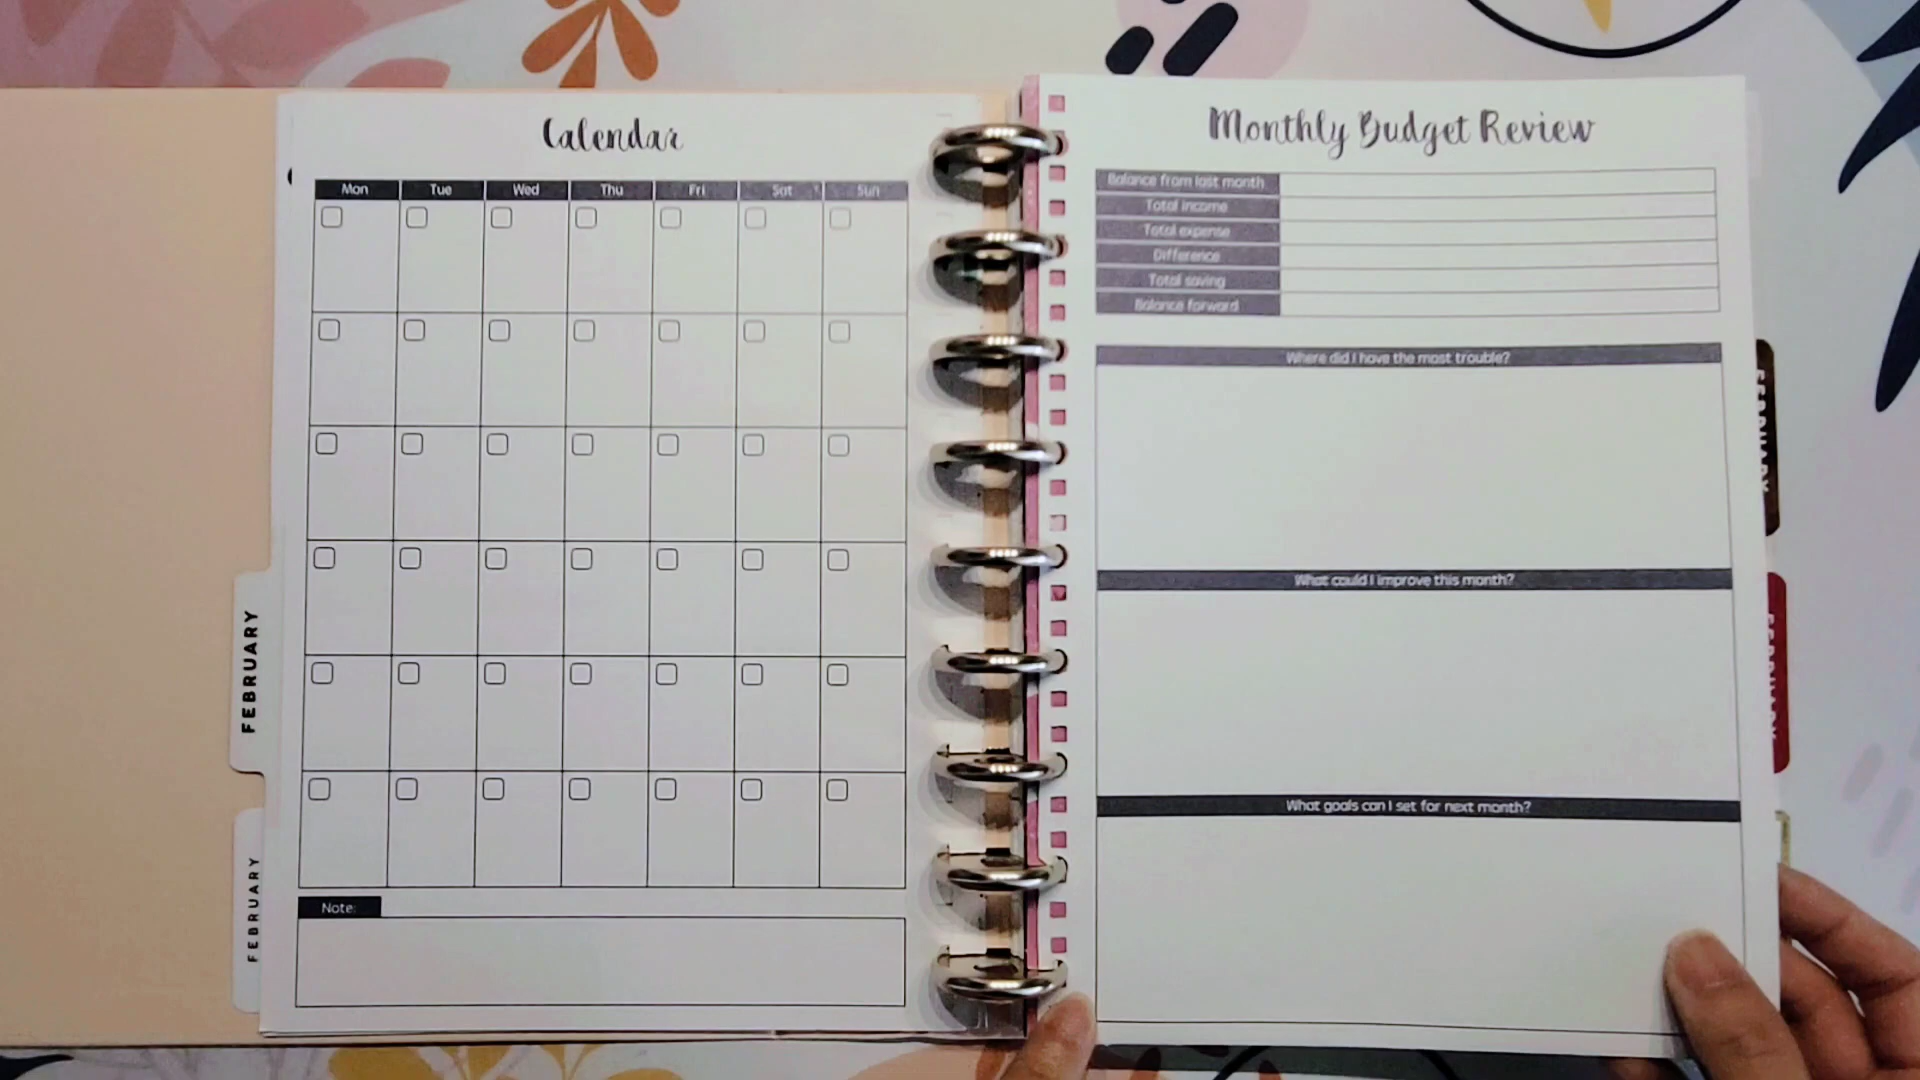 Calendar
Mon Tue Wed Thu Fri Sat Sun
Note:
FEBRUARY
FEBRUARY
Monthly Budget Review
Balance from last month
Total income
Total expense
Difference
Total saving
Balance forward
Where did I have the most trouble?
What could I improve this month?
What goals can I set for next month?
FEBRUARY
FEBRUARY